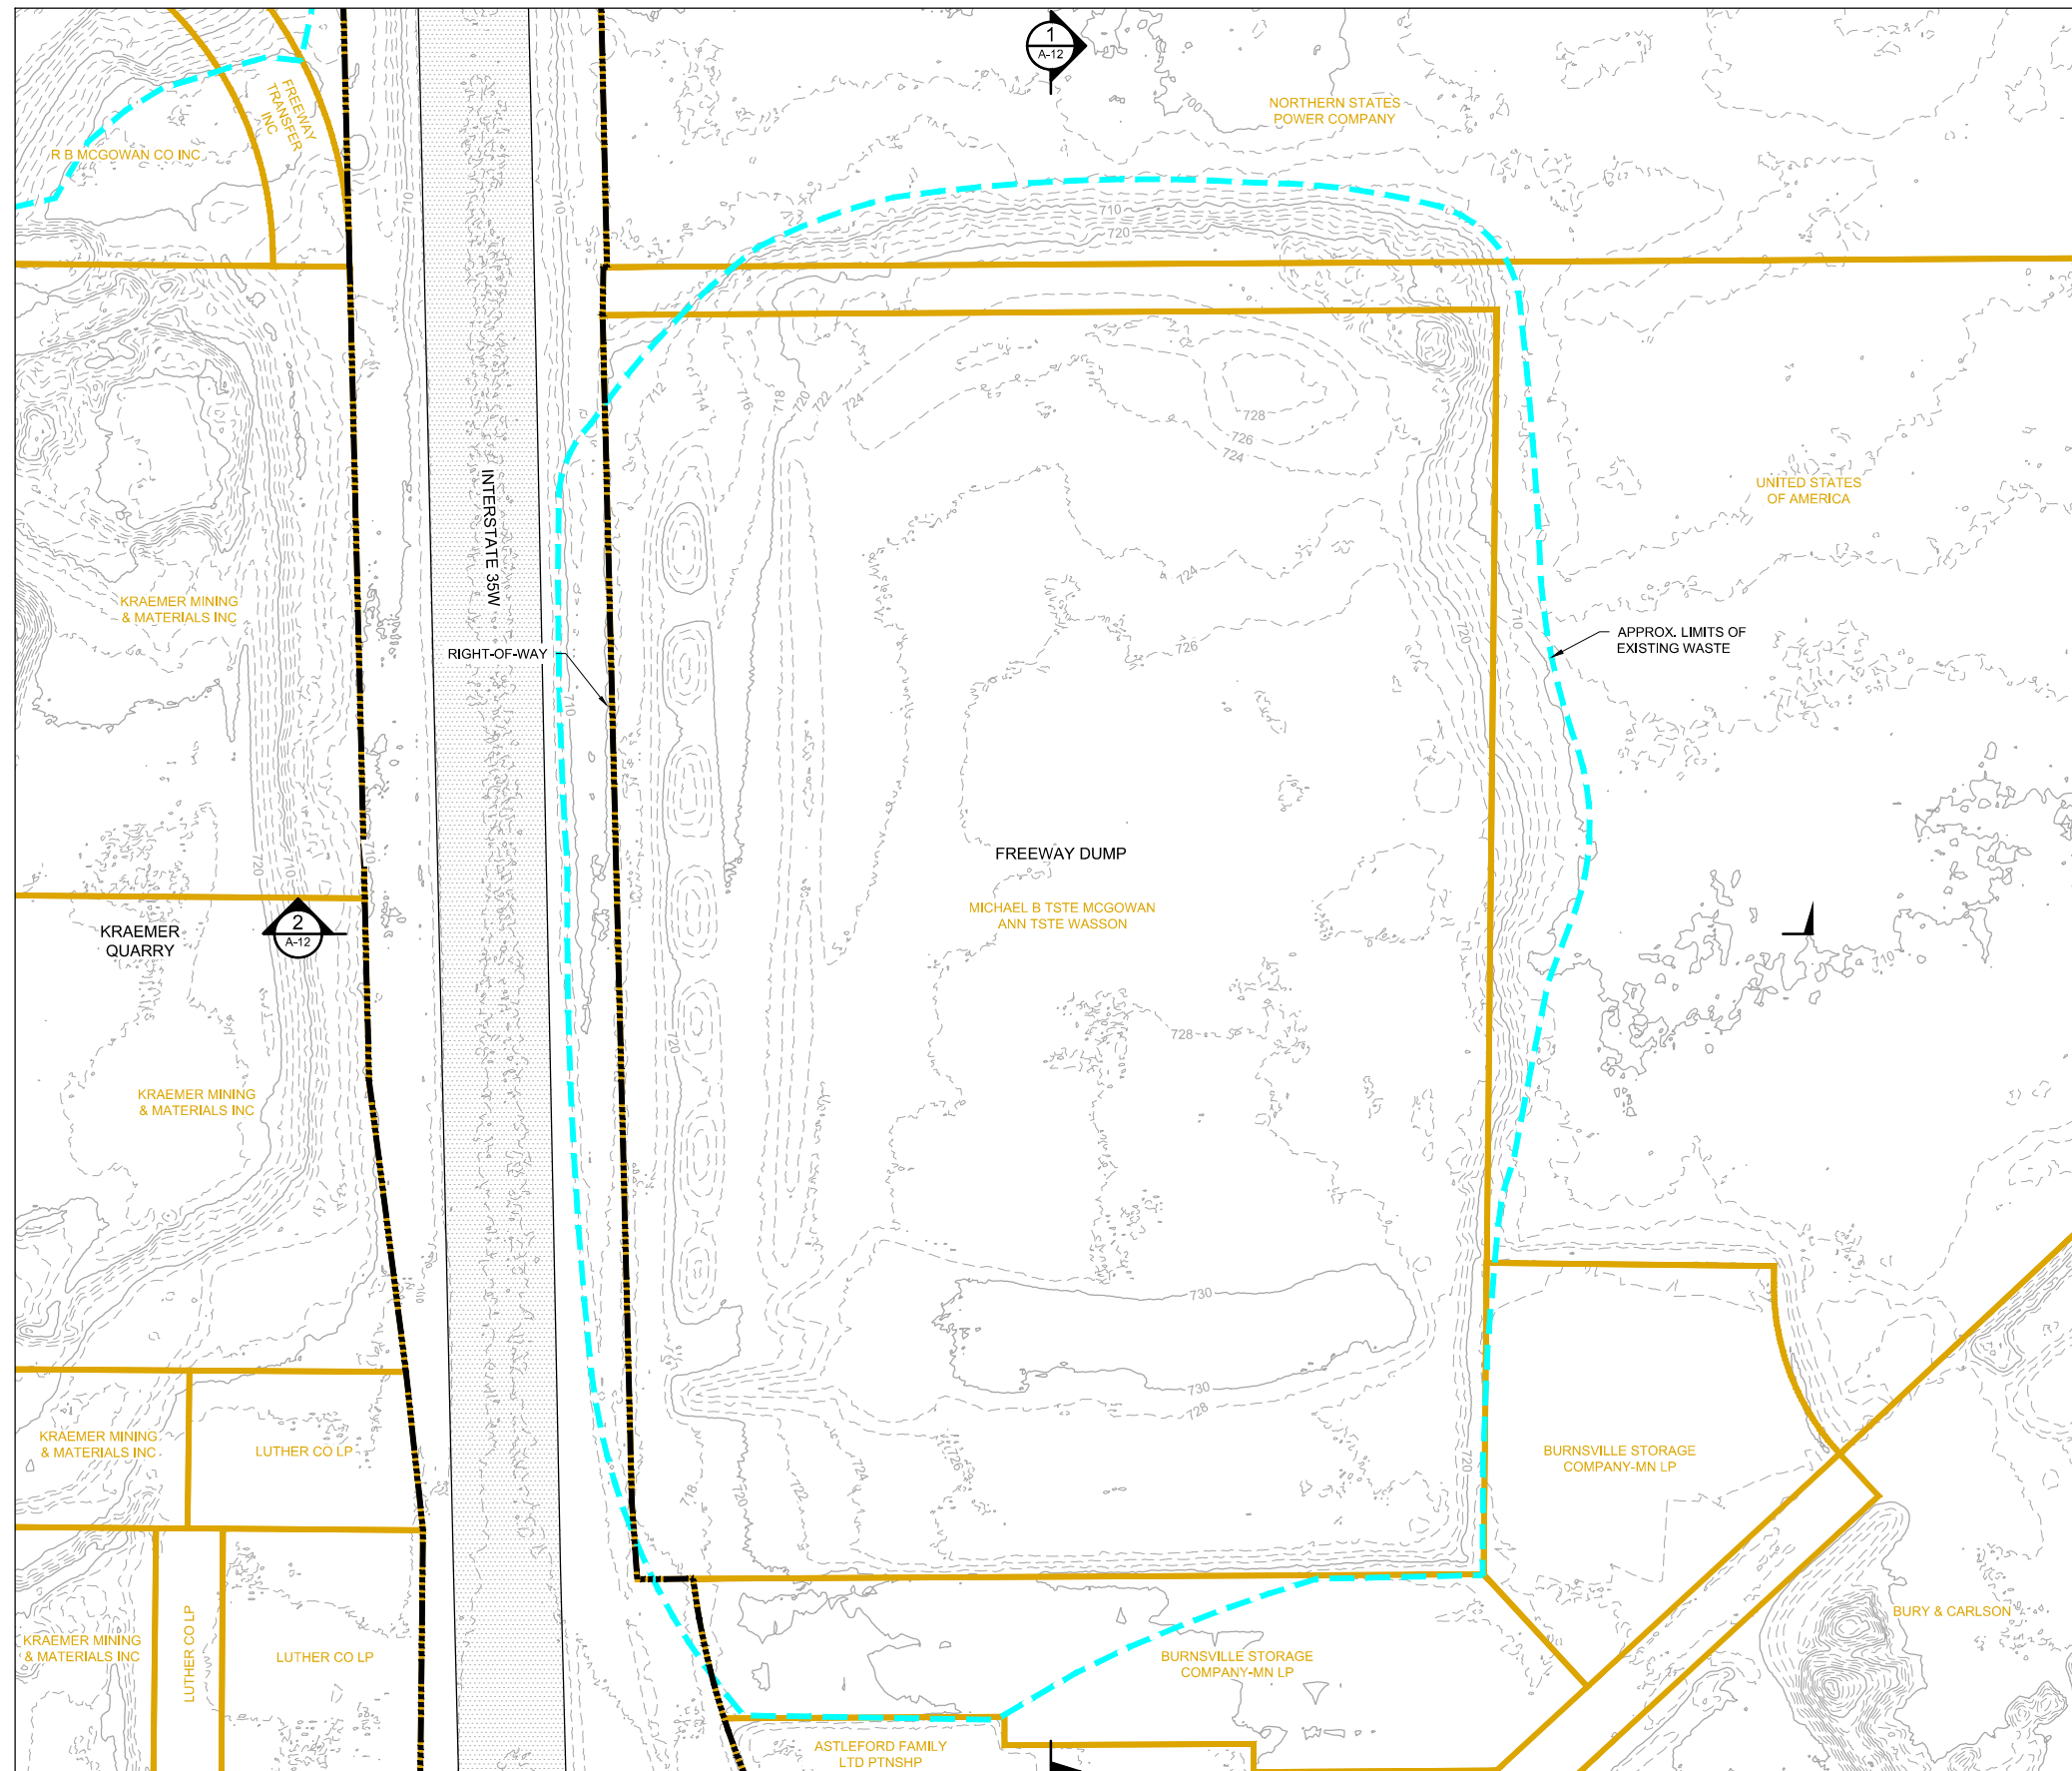 1
A-12
NORTHERN STATES
POWER COMPANY
FREEWAY
TRANSFER
INC
R B MCGOWAN CO INC
700
710
710
710
720
712
714
716
718
720
722
724
728
726
724
INTERSTATE 35W
UNITED STATES
OF AMERICA
724
KRAEMER MINING
& MATERIALS INC
710
720
APPROX. LIMITS OF
EXISTING WASTE
726
RIGHT-OF-WAY
710
710
FREEWAY DUMP
720
710
MICHAEL B TSTE MCGOWAN
ANN TSTE WASSON
2
A-12
KRAEMER
QUARRY
710
728
720
KRAEMER MINING
& MATERIALS INC
730
730
728
KRAEMER MINING
& MATERIALS INC
LUTHER CO LP
BURNSVILLE STORAGE
COMPANY-MN LP
724
726
720
718
720
722
BURY & CARLSON
KRAEMER MINING
& MATERIALS INC
LUTHER CO LP
LUTHER CO LP
BURNSVILLE STORAGE
COMPANY-MN LP
ASTLEFORD FAMILY
LTD PTNSHP